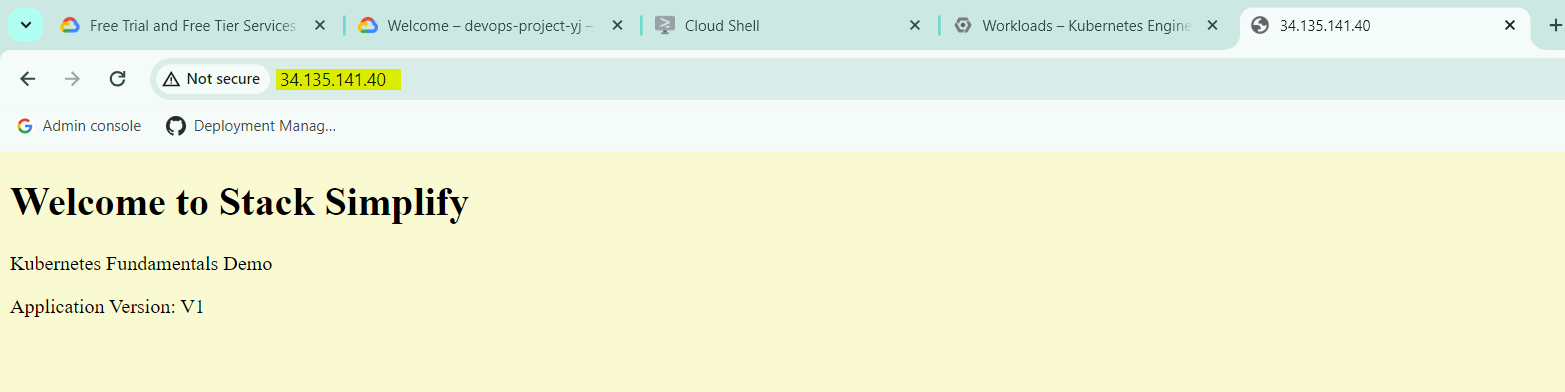 Free Trial and Free Tier Services
Welcome – devops-project-yj –
Cloud Shell
Workloads – Kubernetes Engine
34.135.141.40
Not secure
34.135.141.40
Admin console
Deployment Manag...
Welcome to Stack Simplify
Kubernetes Fundamentals Demo
Application Version: V1